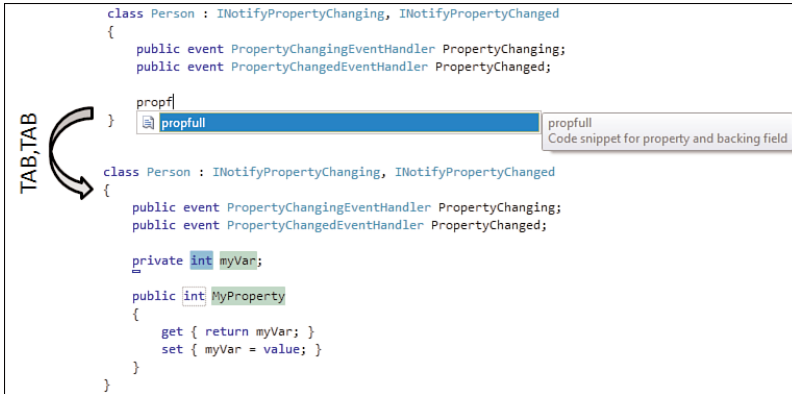 class Person : INotifyPropertyChanging, INotifyPropertyChanged
{
    public event PropertyChangingEventHandler PropertyChanging;
    public event PropertyChangedEventHandler PropertyChanged;

    propf
}
propfull
propfull
Code snippet for property and backing field
TAB,TAB
class Person : INotifyPropertyChanging, INotifyPropertyChanged
{
    public event PropertyChangingEventHandler PropertyChanging;
    public event PropertyChangedEventHandler PropertyChanged;

    private int myVar;

    public int MyProperty
    {
        get { return myVar; }
        set { myVar = value; }
    }
}